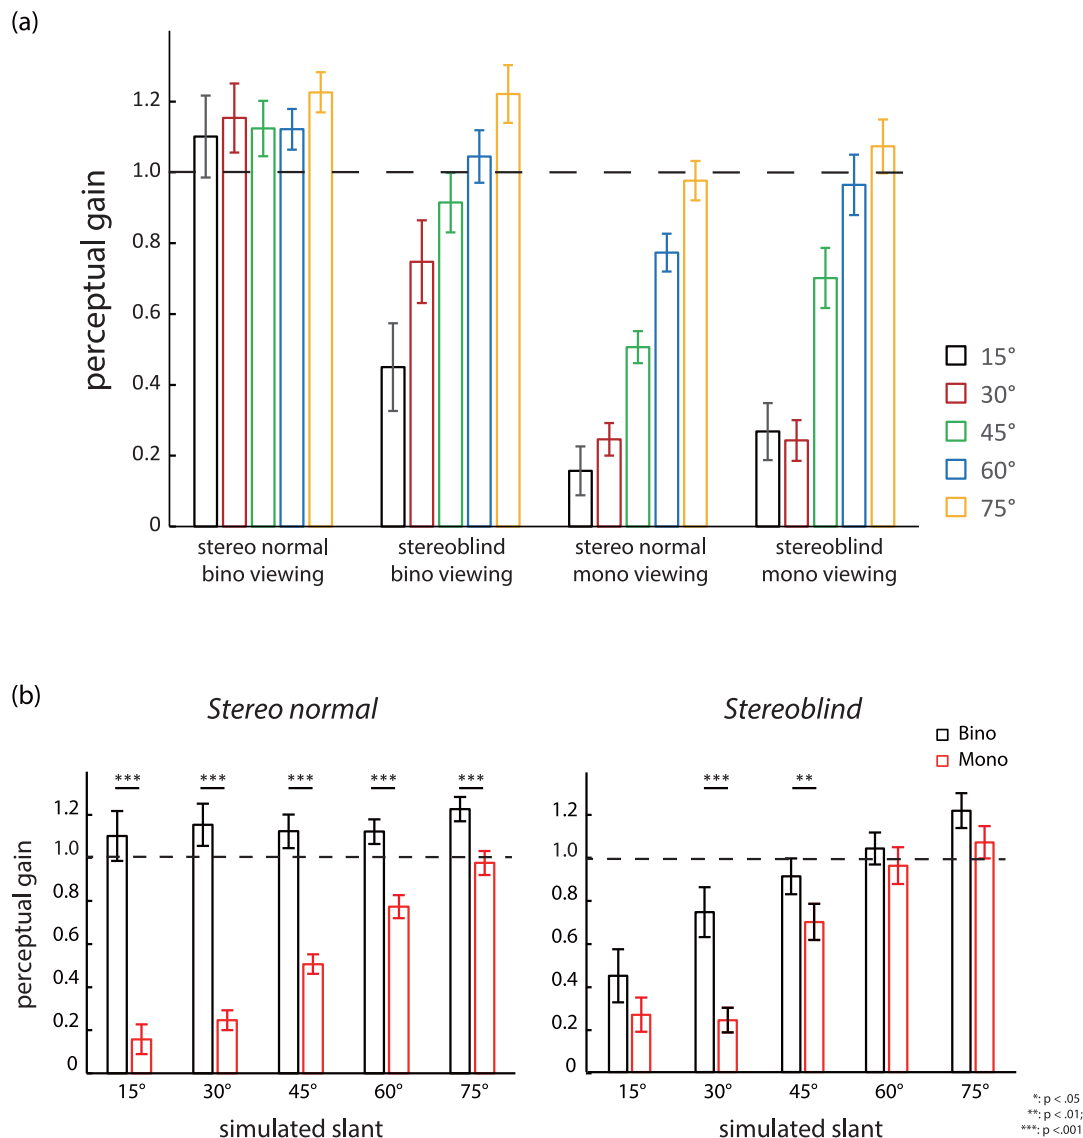 (a)
perceptual gain
1.2
1.0
0.8
0.6
0.4
0.2
0
stereo normal
bino viewing
stereoblind
bino viewing
stereo normal
mono viewing
stereoblind
mono viewing
15°
30°
45°
60°
75°
(b)
Stereo normal
Stereoblind
Bino
Mono
perceptual gain
1.2
1.0
0.8
0.6
0.4
0.2
0
*** *** *** *** ***
15° 30° 45° 60° 75°
simulated slant
1.2
1.0
0.8
0.6
0.4
0.2
0
*** **
15° 30° 45° 60° 75°
simulated slant
*: p < .05
**: p < .01;
***: p <.001